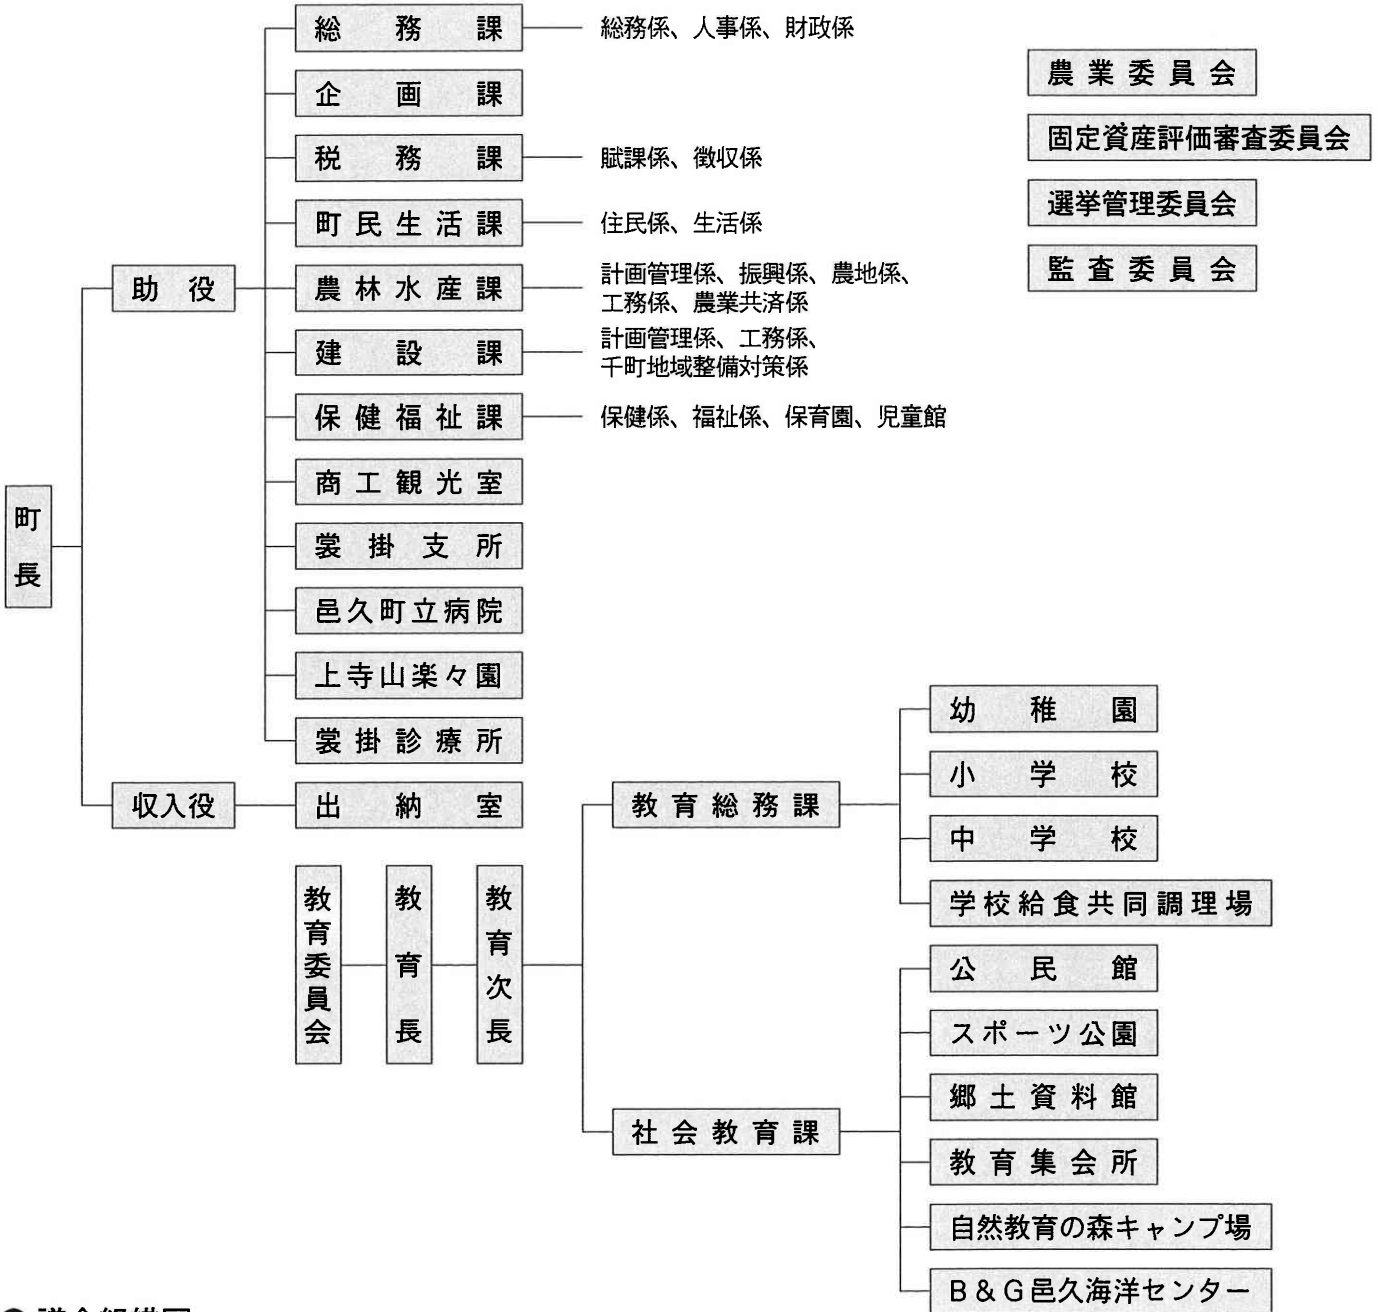 町長
助役
収入役
総務課
総務係、人事係、財政係
企画課
税務課
賦課係、徴収係
町民生活課
住民係、生活係
農林水産課
計画管理係、振興係、農地係、
工務係、農業共済係
建設課
計画管理係、工務係、
千町地域整備対策係
保健福祉課
保健係、福祉係、保育園、児童館
商工観光室
裳掛支所
邑久町立病院
上寺山楽々園
裳掛診療所
出納室
農業委員会
固定資産評価審査委員会
選挙管理委員会
監査委員会
教育委員会
教育長
教育次長
教育総務課
幼稚園
小学校
中学校
学校給食共同調理場
社会教育課
公民館
スポーツ公園
郷土資料館
教育集会所
自然教育の森キャンプ場
B&G邑久海洋センター